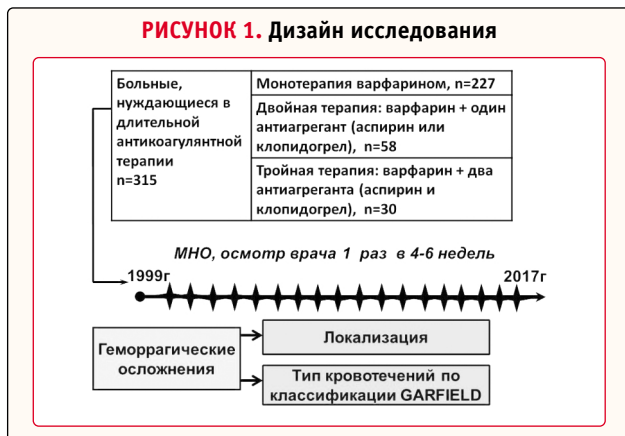 РИСУНОК 1. Дизайн исследования
Больные,
нуждающиеся в
длительной
антикоагулянтной
терапии
n=315
Монотерапия варфарином, n=227
Двойная терапия: варфарин + один
антиагрегант (аспирин или
клопидогрел), n=58
Тройная терапия: варфарин + два
антиагреганта (аспирин и
клопидогрел), n=30
МНО, осмотр врача 1 раз в 4-6 недель
1999г
2017г
Геморрагические
осложнения
Локализация
Тип кровотечений по
классификации GARFIELD